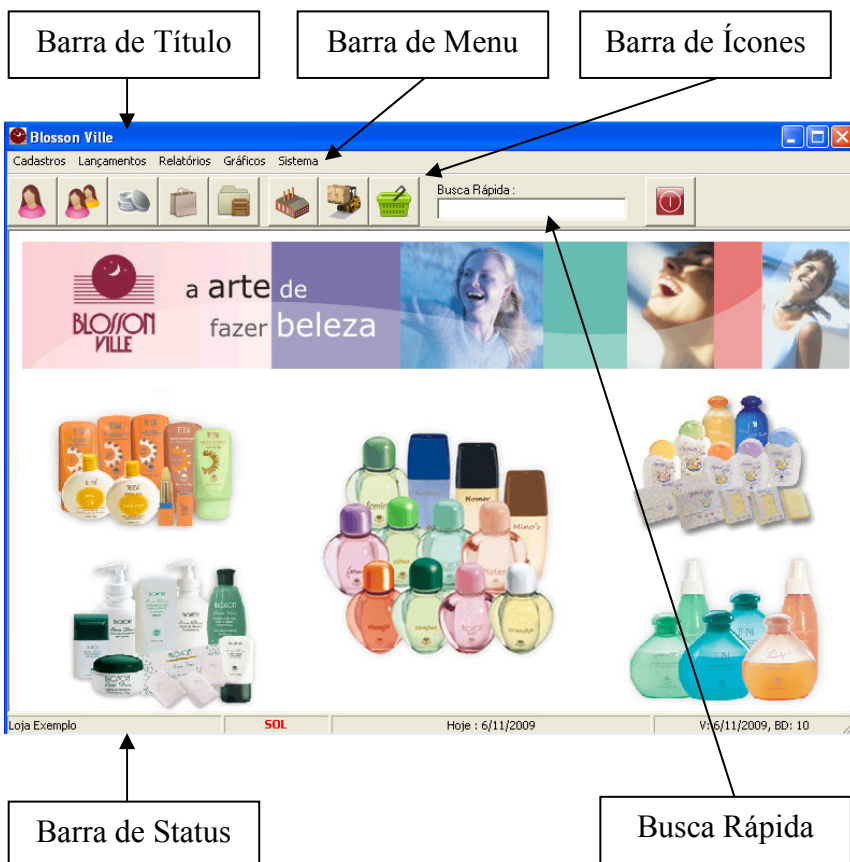 Barra de Título
Barra de Menu
Barra de Ícones
Blosson Ville
Cadastros Lançamentos Relatórios Gráficos Sistema
Busca Rápida :
a arte de
fazer beleza
BLOSSON
VILLE
Homer
Mino's
Loja Exemplo SOL Hoje : 6/11/2009 V: 6/11/2009, BD: 10
Barra de Status
Busca Rápida